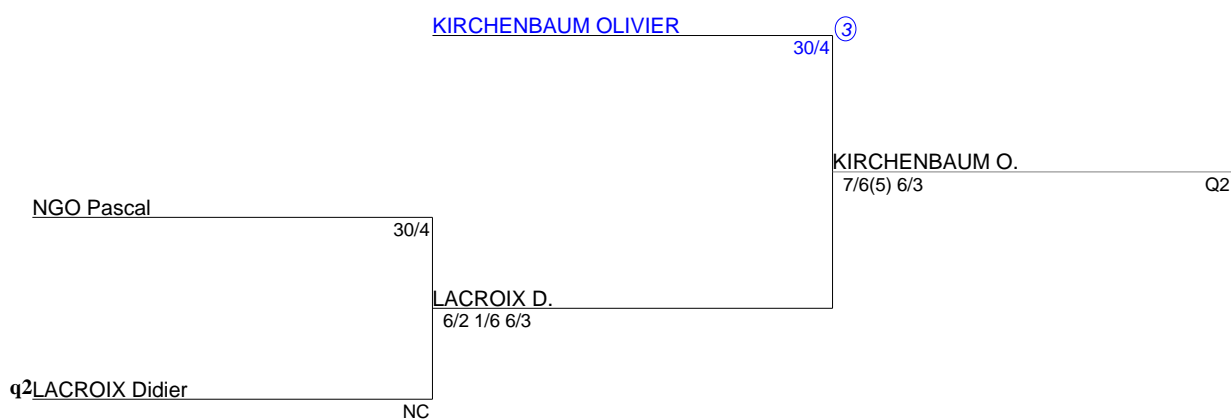 KIRCHENBAUM OLIVIER 3
30/4
KIRCHENBAUM O.
7/6(5) 6/3 Q2
NGO Pascal
30/4
LACROIX D.
6/2 1/6 6/3
q2LACROIX Didier
NC